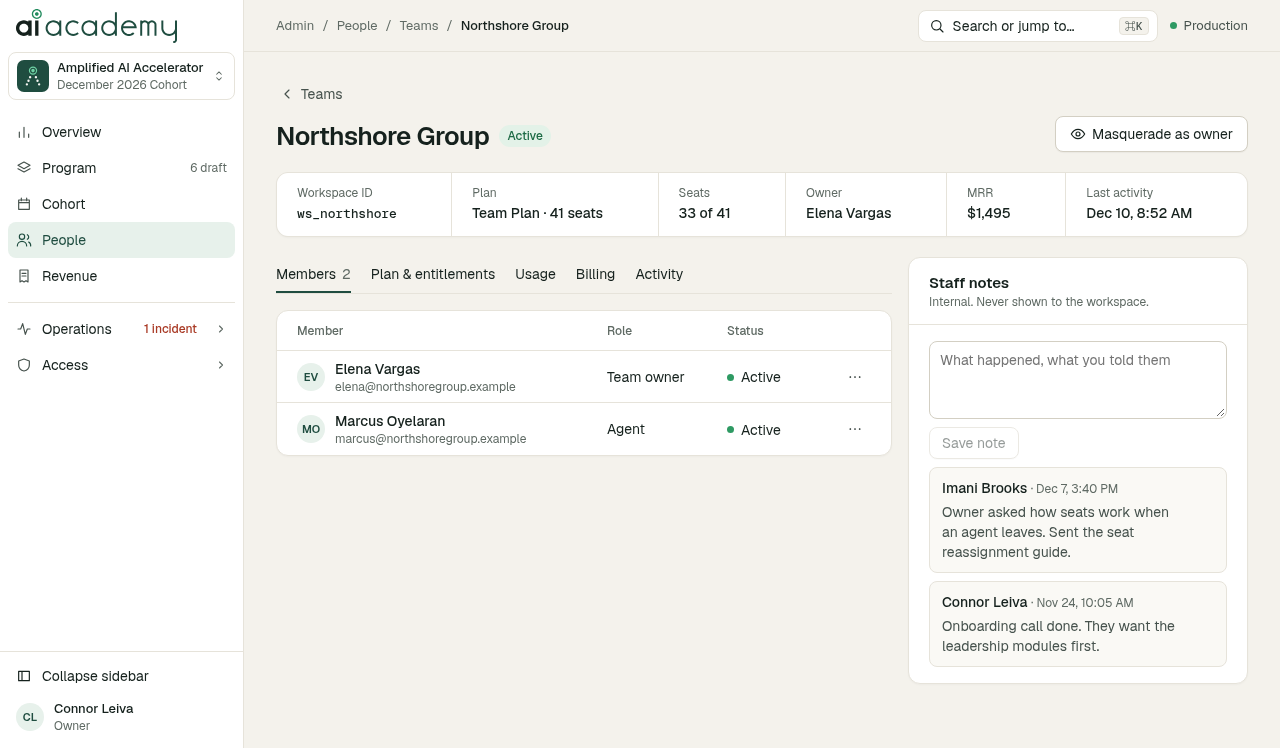 ai academy
Amplified AI Accelerator
December 2026 Cohort
Overview
Program 6 draft
Cohort
People
Revenue
Operations 1 incident
Access
Collapse sidebar
CL Connor Leiva
Owner
Admin / People / Teams / Northshore Group
Search or jump to... ⌘K
Production
Teams
Northshore Group Active
Masquerade as owner
Workspace ID Plan Seats Owner MRR Last activity
ws_northshore Team Plan · 41 seats 33 of 41 Elena Vargas $1,495 Dec 10, 8:52 AM
Members 2 Plan & entitlements Usage Billing Activity
Member Role Status
EV Elena Vargas Team owner Active
elena@northshoregroup.example
MO Marcus Oyelaran Agent Active
marcus@northshoregroup.example
Staff notes
Internal. Never shown to the workspace.
What happened, what you told them
Save note
Imani Brooks · Dec 7, 3:40 PM
Owner asked how seats work when
an agent leaves. Sent the seat
reassignment guide.
Connor Leiva · Nov 24, 10:05 AM
Onboarding call done. They want the
leadership modules first.